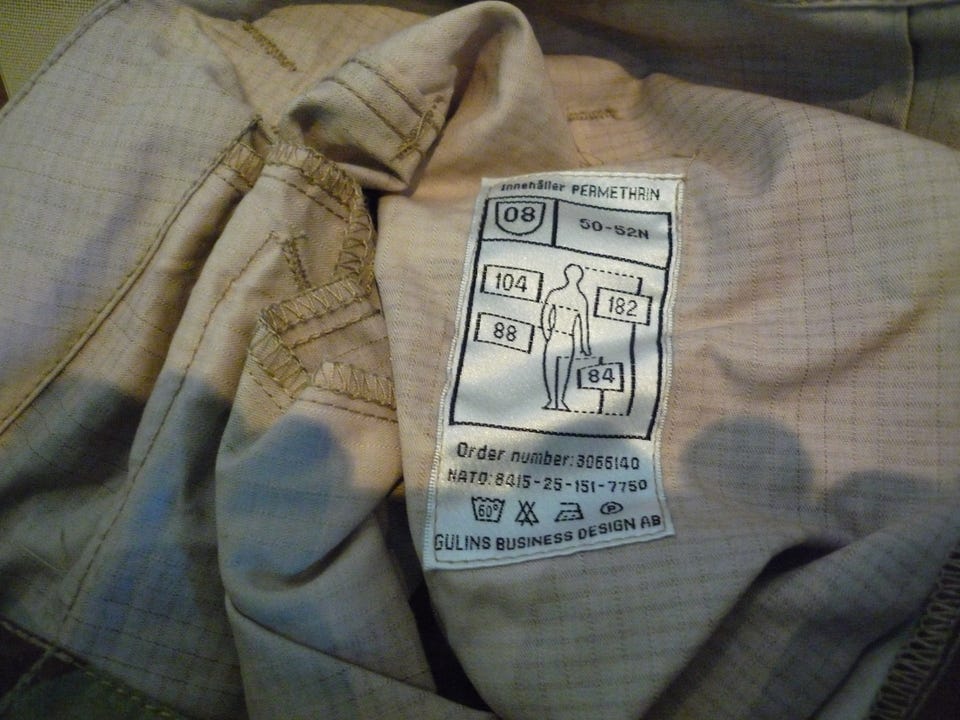 Innehåller PERMETHRIN
08
50-52N
104
182
88
84
Order number: 3066140
NATO: 8415-25-151-7750
60°
P
GULINS BUSINESS DESIGN AB